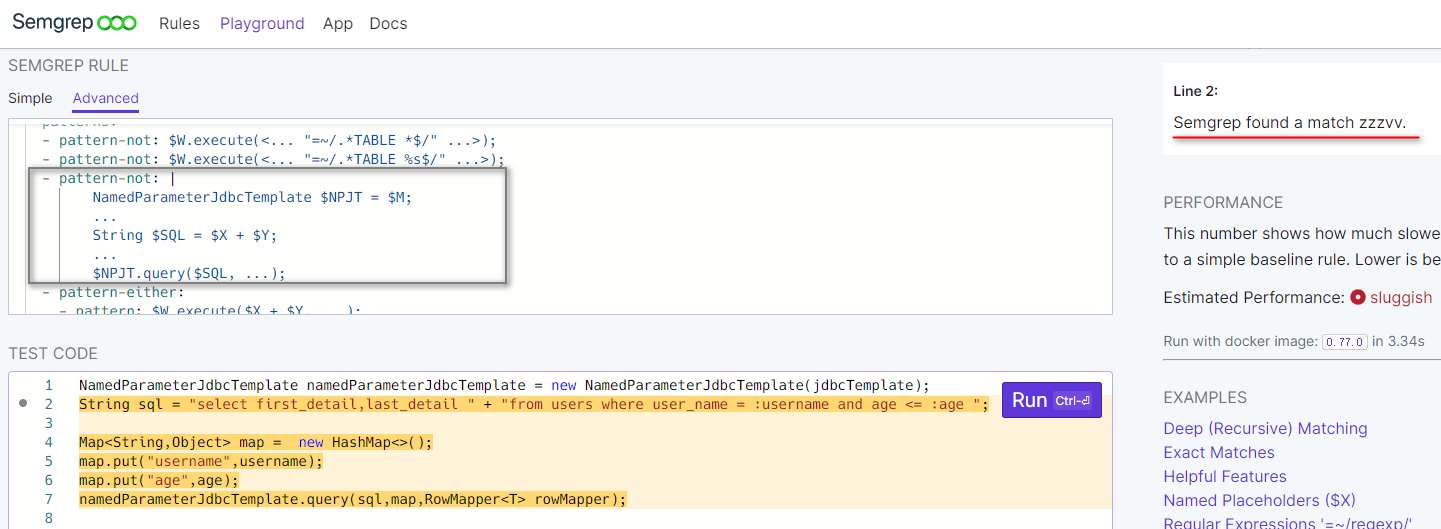 Semgrep Rules Playground App Docs
SEMGREP RULE
Simple Advanced
patterns:
- pattern-not: $W.execute(<... "=~/.*TABLE *$/" ...>);
- pattern-not: $W.execute(<... "=~/.*TABLE %s$/" ...>);
- pattern-not: |
NamedParameterJdbcTemplate $NPJT = $M;
...
String $SQL = $X + $Y;
...
$NPJT.query($SQL, ...);
- pattern-either:
- pattern: $W.execute($X + $Y, ...);
TEST CODE
1 NamedParameterJdbcTemplate namedParameterJdbcTemplate = new NamedParameterJdbcTemplate(jdbcTemplate);
2 String sql = "select first_detail,last_detail " + "from users where user_name = :username and age <= :age ";
3
4 Map<String,Object> map = new HashMap<>();
5 map.put("username",username);
6 map.put("age",age);
7 namedParameterJdbcTemplate.query(sql,map,RowMapper<T> rowMapper);
8
Run Ctrl-⏎
Line 2:
Semgrep found a match zzzvv.
PERFORMANCE
This number shows how much slowe
to a simple baseline rule. Lower is be
Estimated Performance: sluggish
Run with docker image: 0.77.0 in 3.34s
EXAMPLES
Deep (Recursive) Matching
Exact Matches
Helpful Features
Named Placeholders ($X)
Regular Expressions '=~/regexp/'